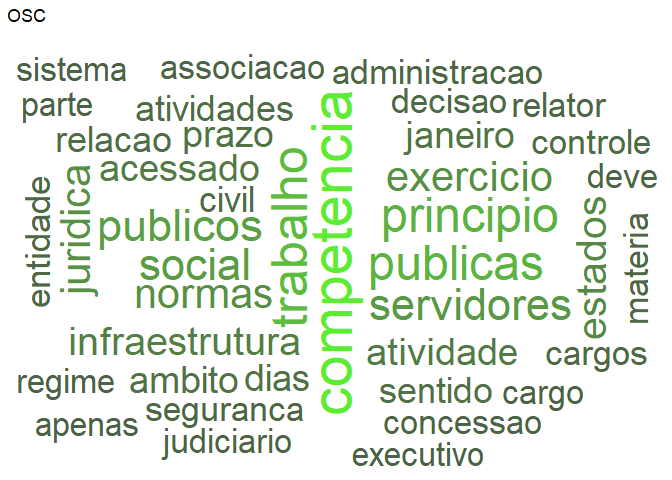 OSC
sistema
associacao
administracao
parte
atividades
decisao
relator
relacao
prazo
janeiro
controle
acessado
exercicio
deve
civil
juridica
entidade
publicos
trabalho
competencia
principio
estados
materia
social
publicas
normas
servidores
infraestrutura
atividade
cargos
regime
ambito
dias
sentido
cargo
apenas
seguranca
concessao
judiciario
executivo